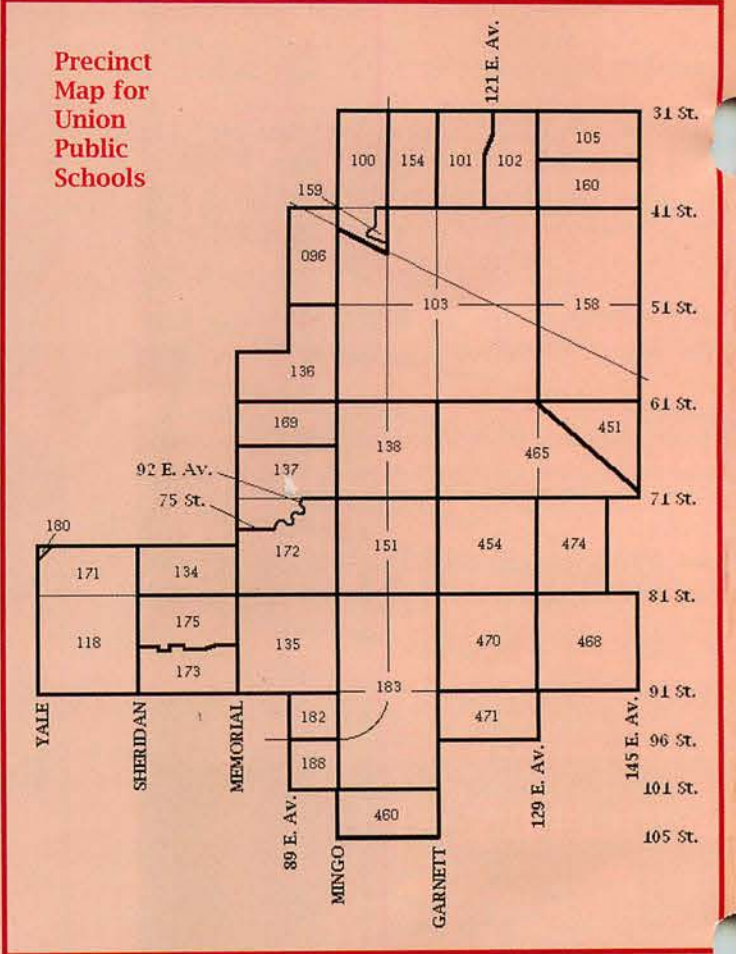 Precinct
Map for
Union
Public
Schools
121 E. Av.
31 St.
105
100
154
101
102
160
159
41 St.
096
103
158
51 St.
136
61 St.
169
451
138
465
92 E. Av.
137
71 St.
75 St.
180
172
151
454
474
171
134
81 St.
175
118
135
470
468
173
183
91 St.
182
471
96 St.
188
101 St.
460
105 St.
YALE
SHERIDAN
MEMORIAL
89 E. Av.
MINGO
GARNETT
129 E. Av.
145 E. Av.